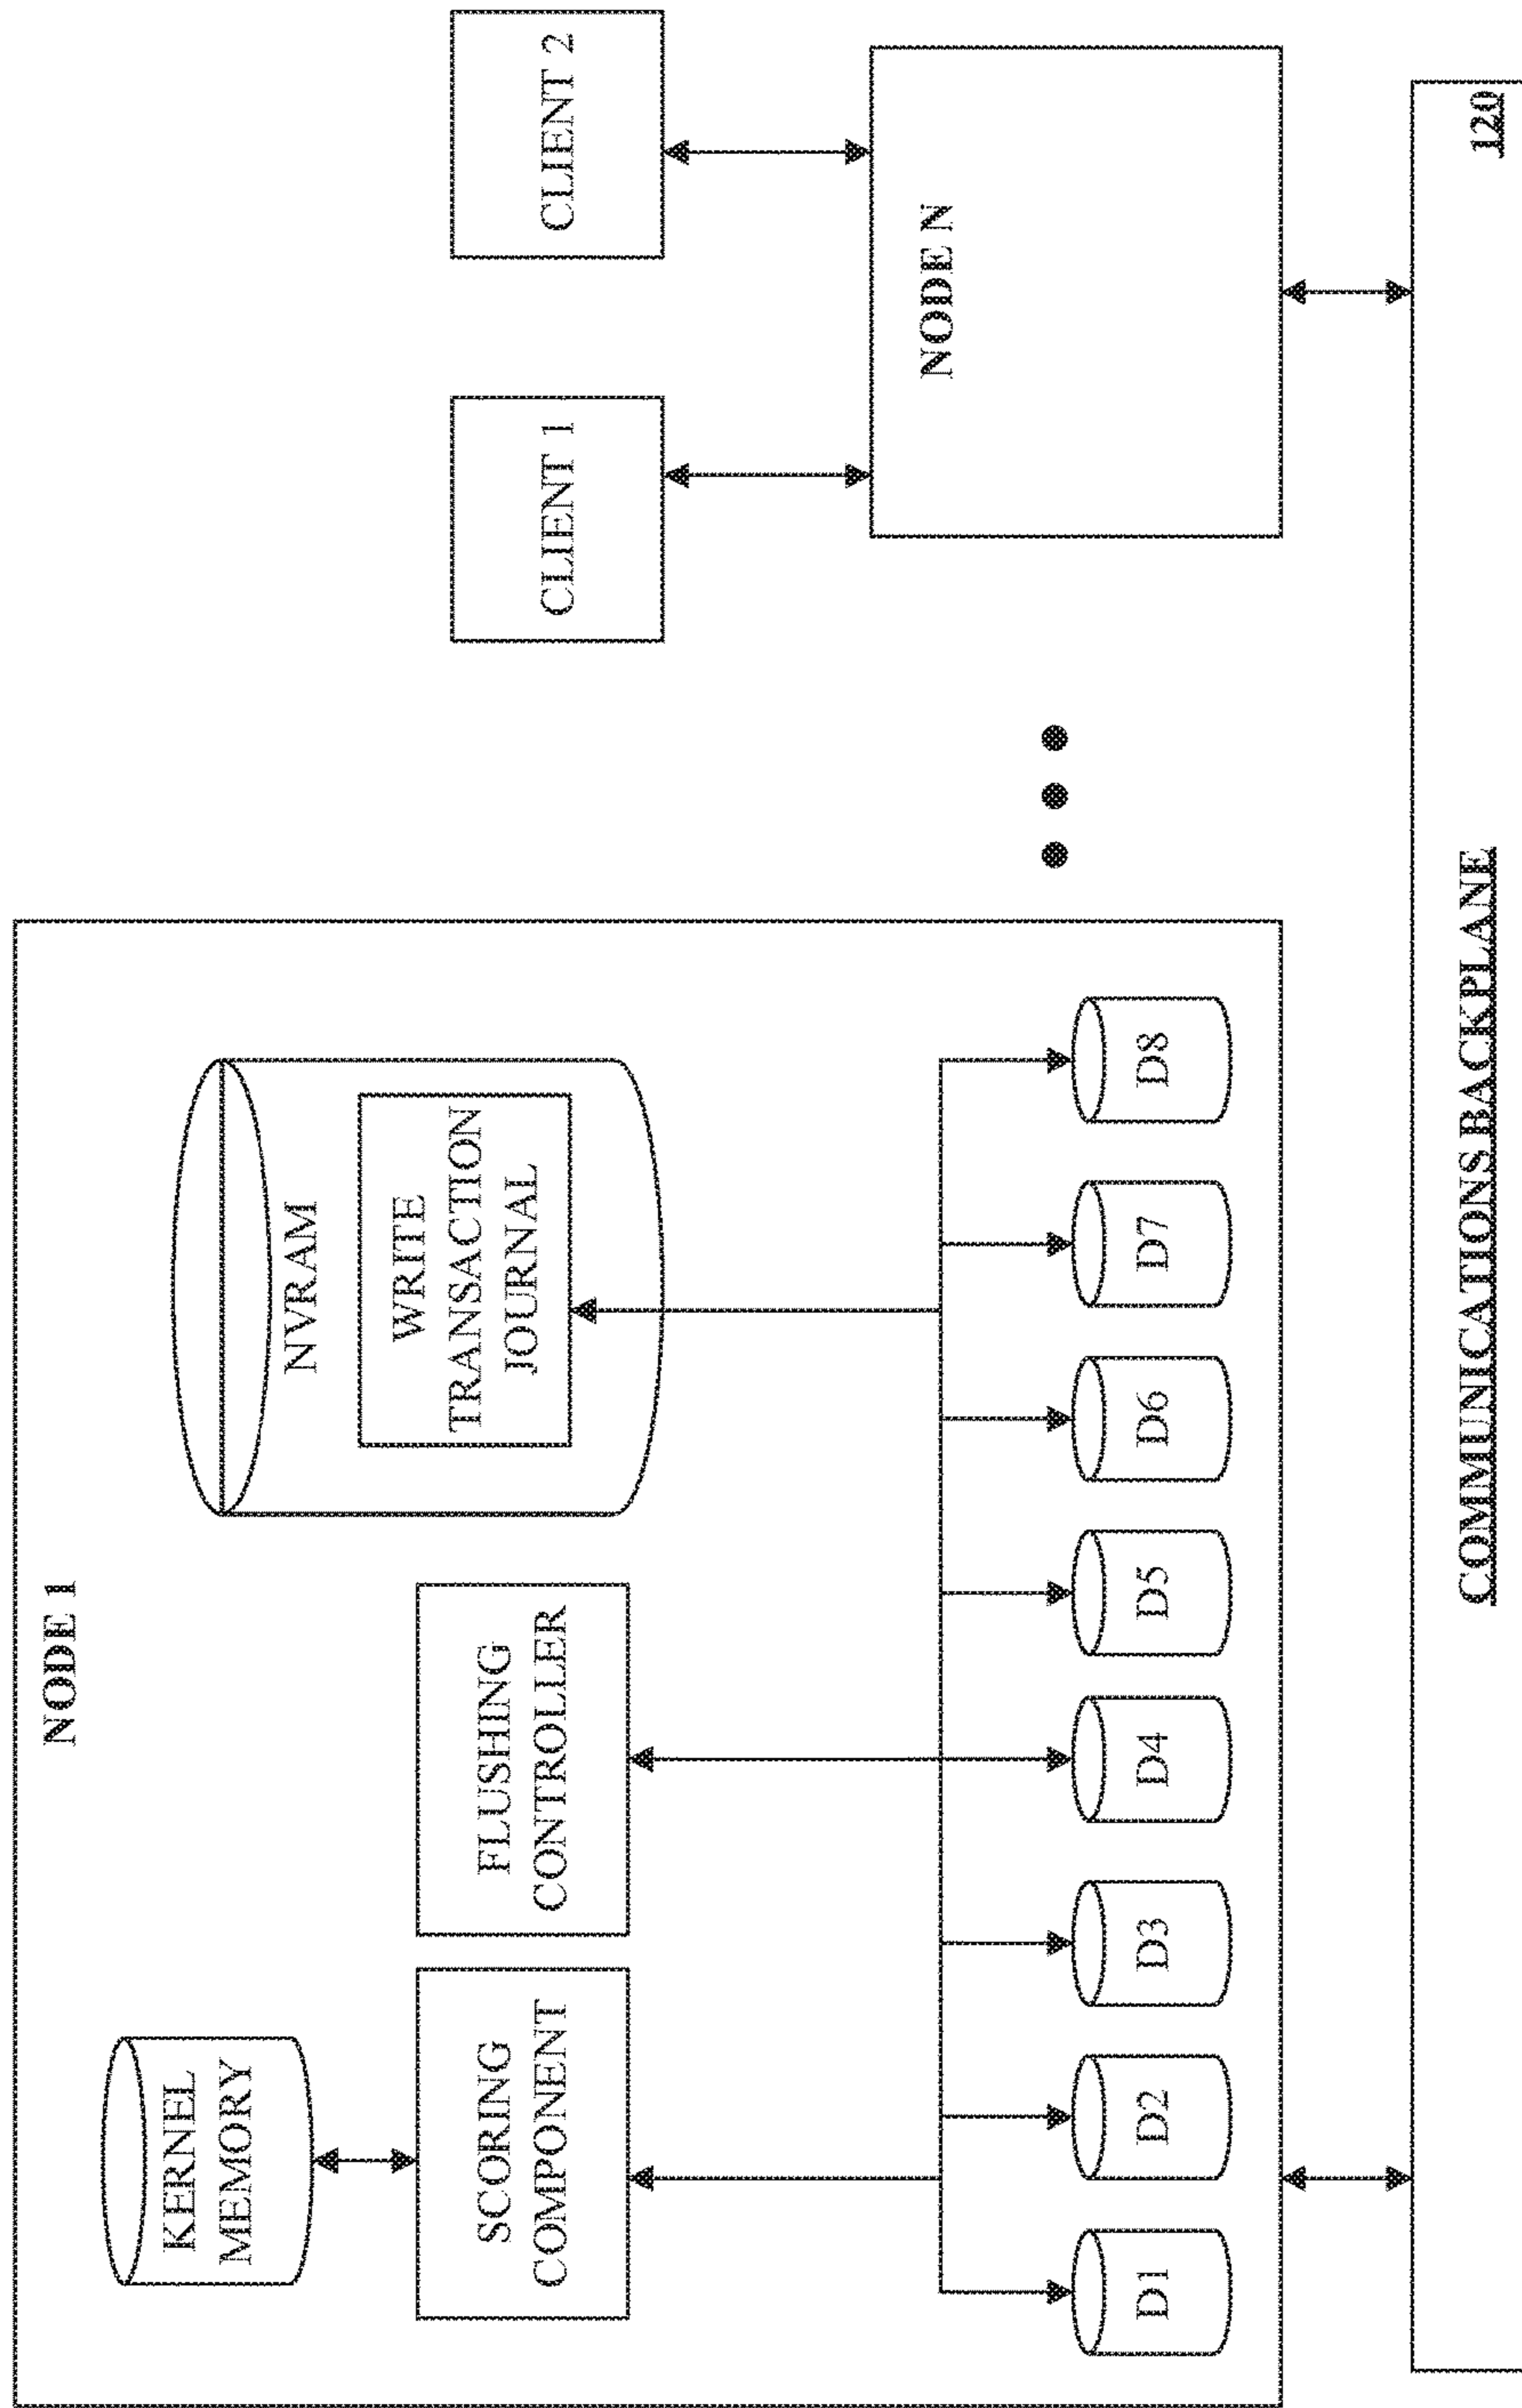 NODE 1
KERNEL
MEMORY
SCORING
COMPONENT
FLUSHING
CONTROLLER
NVRAM
WRITE
TRANSACTION
JOURNAL
D1
D2
D3
D4
D5
D6
D7
D8
CLIENT 1
CLIENT 2
NODE N
COMMUNICATIONS BACKPLANE
120